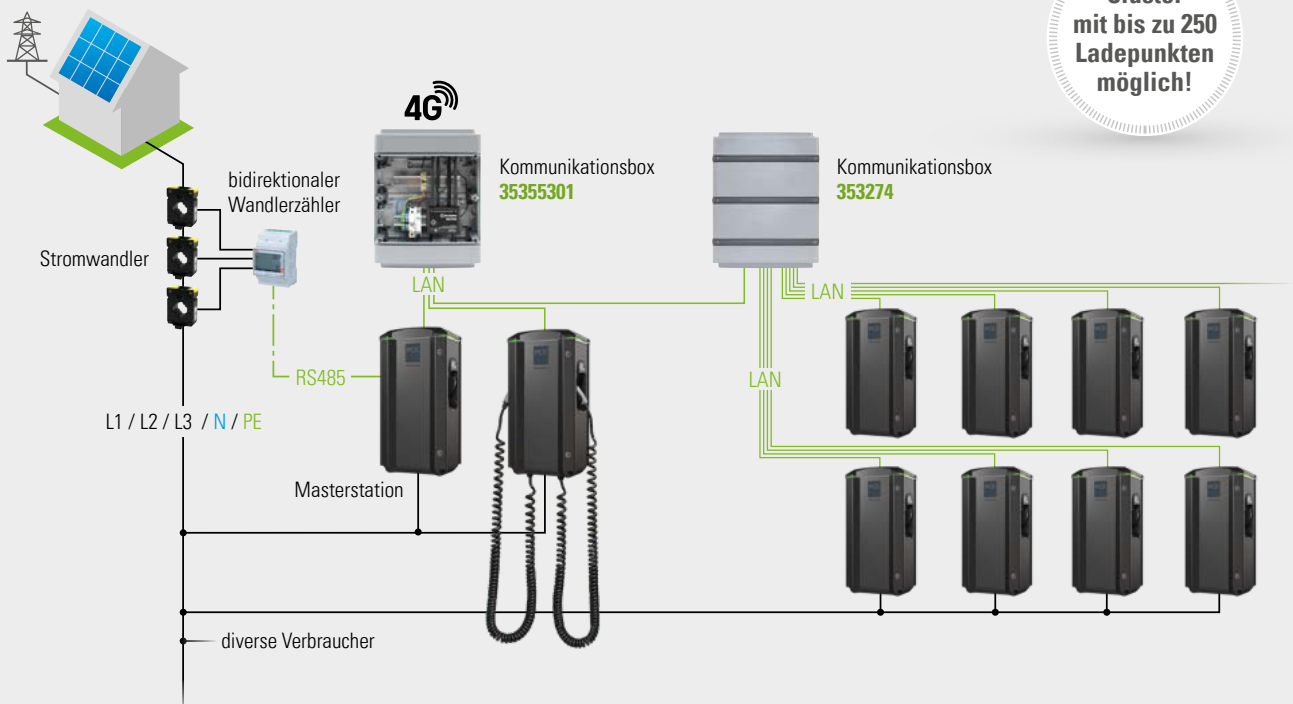 mit bis zu 250
Ladepunkten
möglich!
4G
bidirektionaler
Wandlerzähler
Kommunikationsbox
35355301
Kommunikationsbox
353274
Stromwandler
LAN
LAN
RS485
LAN
L1 / L2 / L3 / N / PE
Masterstation
diverse Verbraucher